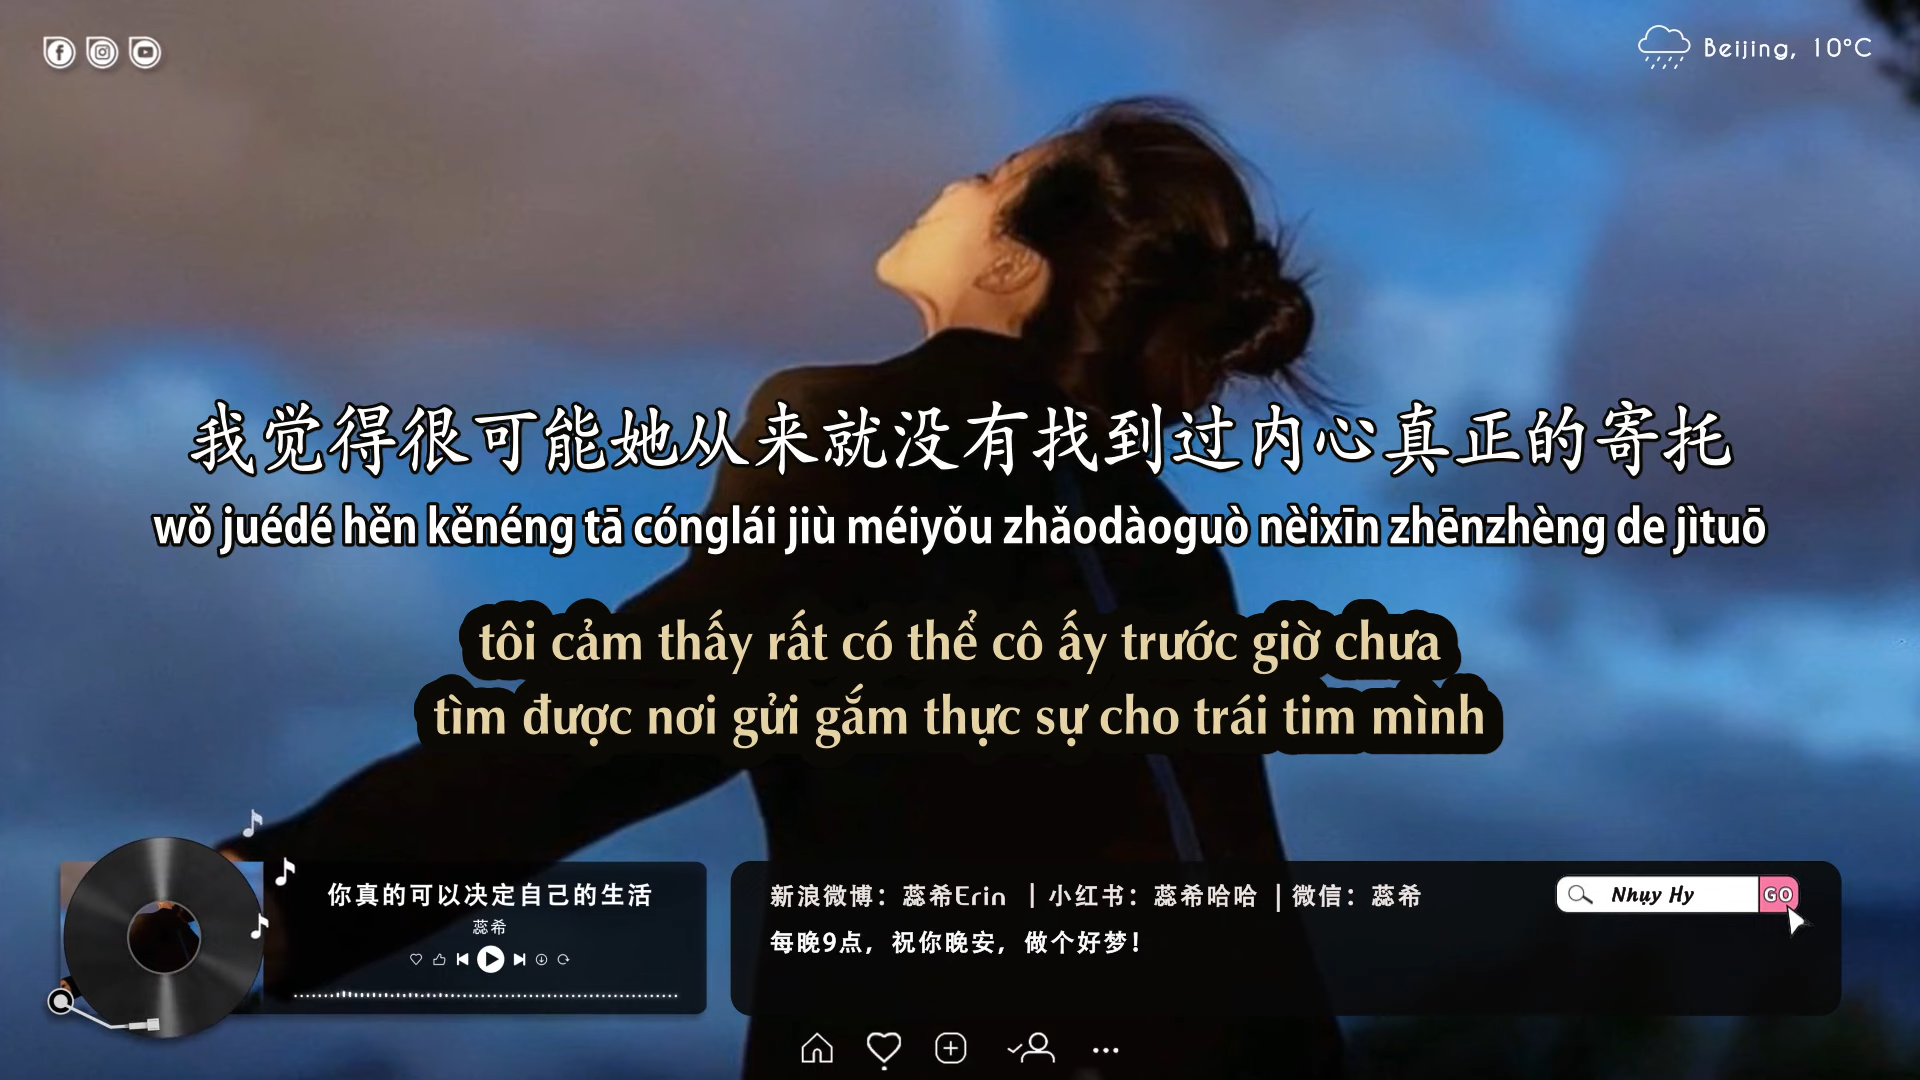 Beijing, 10°C
我觉得很可能她从来就没有找到过内心真正的寄托
wǒ juédé hěn kěnéng tā cónglái jiù méiyǒu zhǎodàoguò nèixīn zhēnzhèng de jìtuō
tôi cảm thấy rất có thể cô ấy trước giờ chưa
tìm được nơi gửi gắm thực sự cho trái tim mình
你真的可以决定自己的生活
蕊希
新浪微博：蕊希Erin ｜小红书：蕊希哈哈 ｜微信：蕊希
每晚9点，祝你晚安，做个好梦！
Nhụy Hy
GO